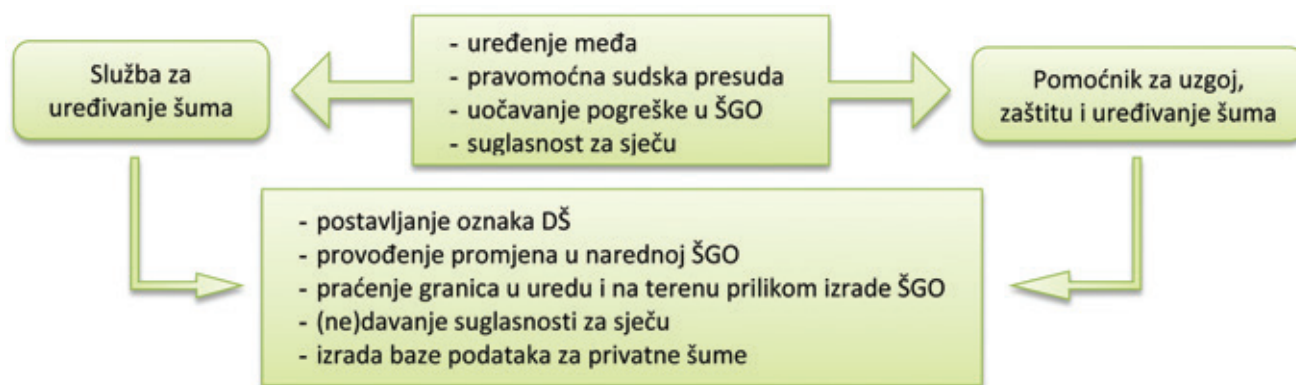 Služba za
uređivanje šuma
- uređenje međa
- pravomoćna sudska presuda
- uočavanje pogreške u ŠGO
- suglasnost za sječu
Pomoćnik za uzgoj,
zaštitu i uređivanje šuma
- postavljanje oznaka DŠ
- provođenje promjena u narednoj ŠGO
- praćenje granica u uredu i na terenu prilikom izrade ŠGO
- (ne)davanje suglasnosti za sječu
- izrada baze podataka za privatne šume